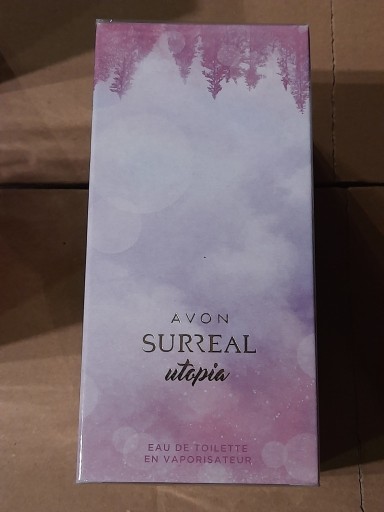 AVON
SURREAL
utopia
EAU DE TOILETTE
EN VAPORISATEUR